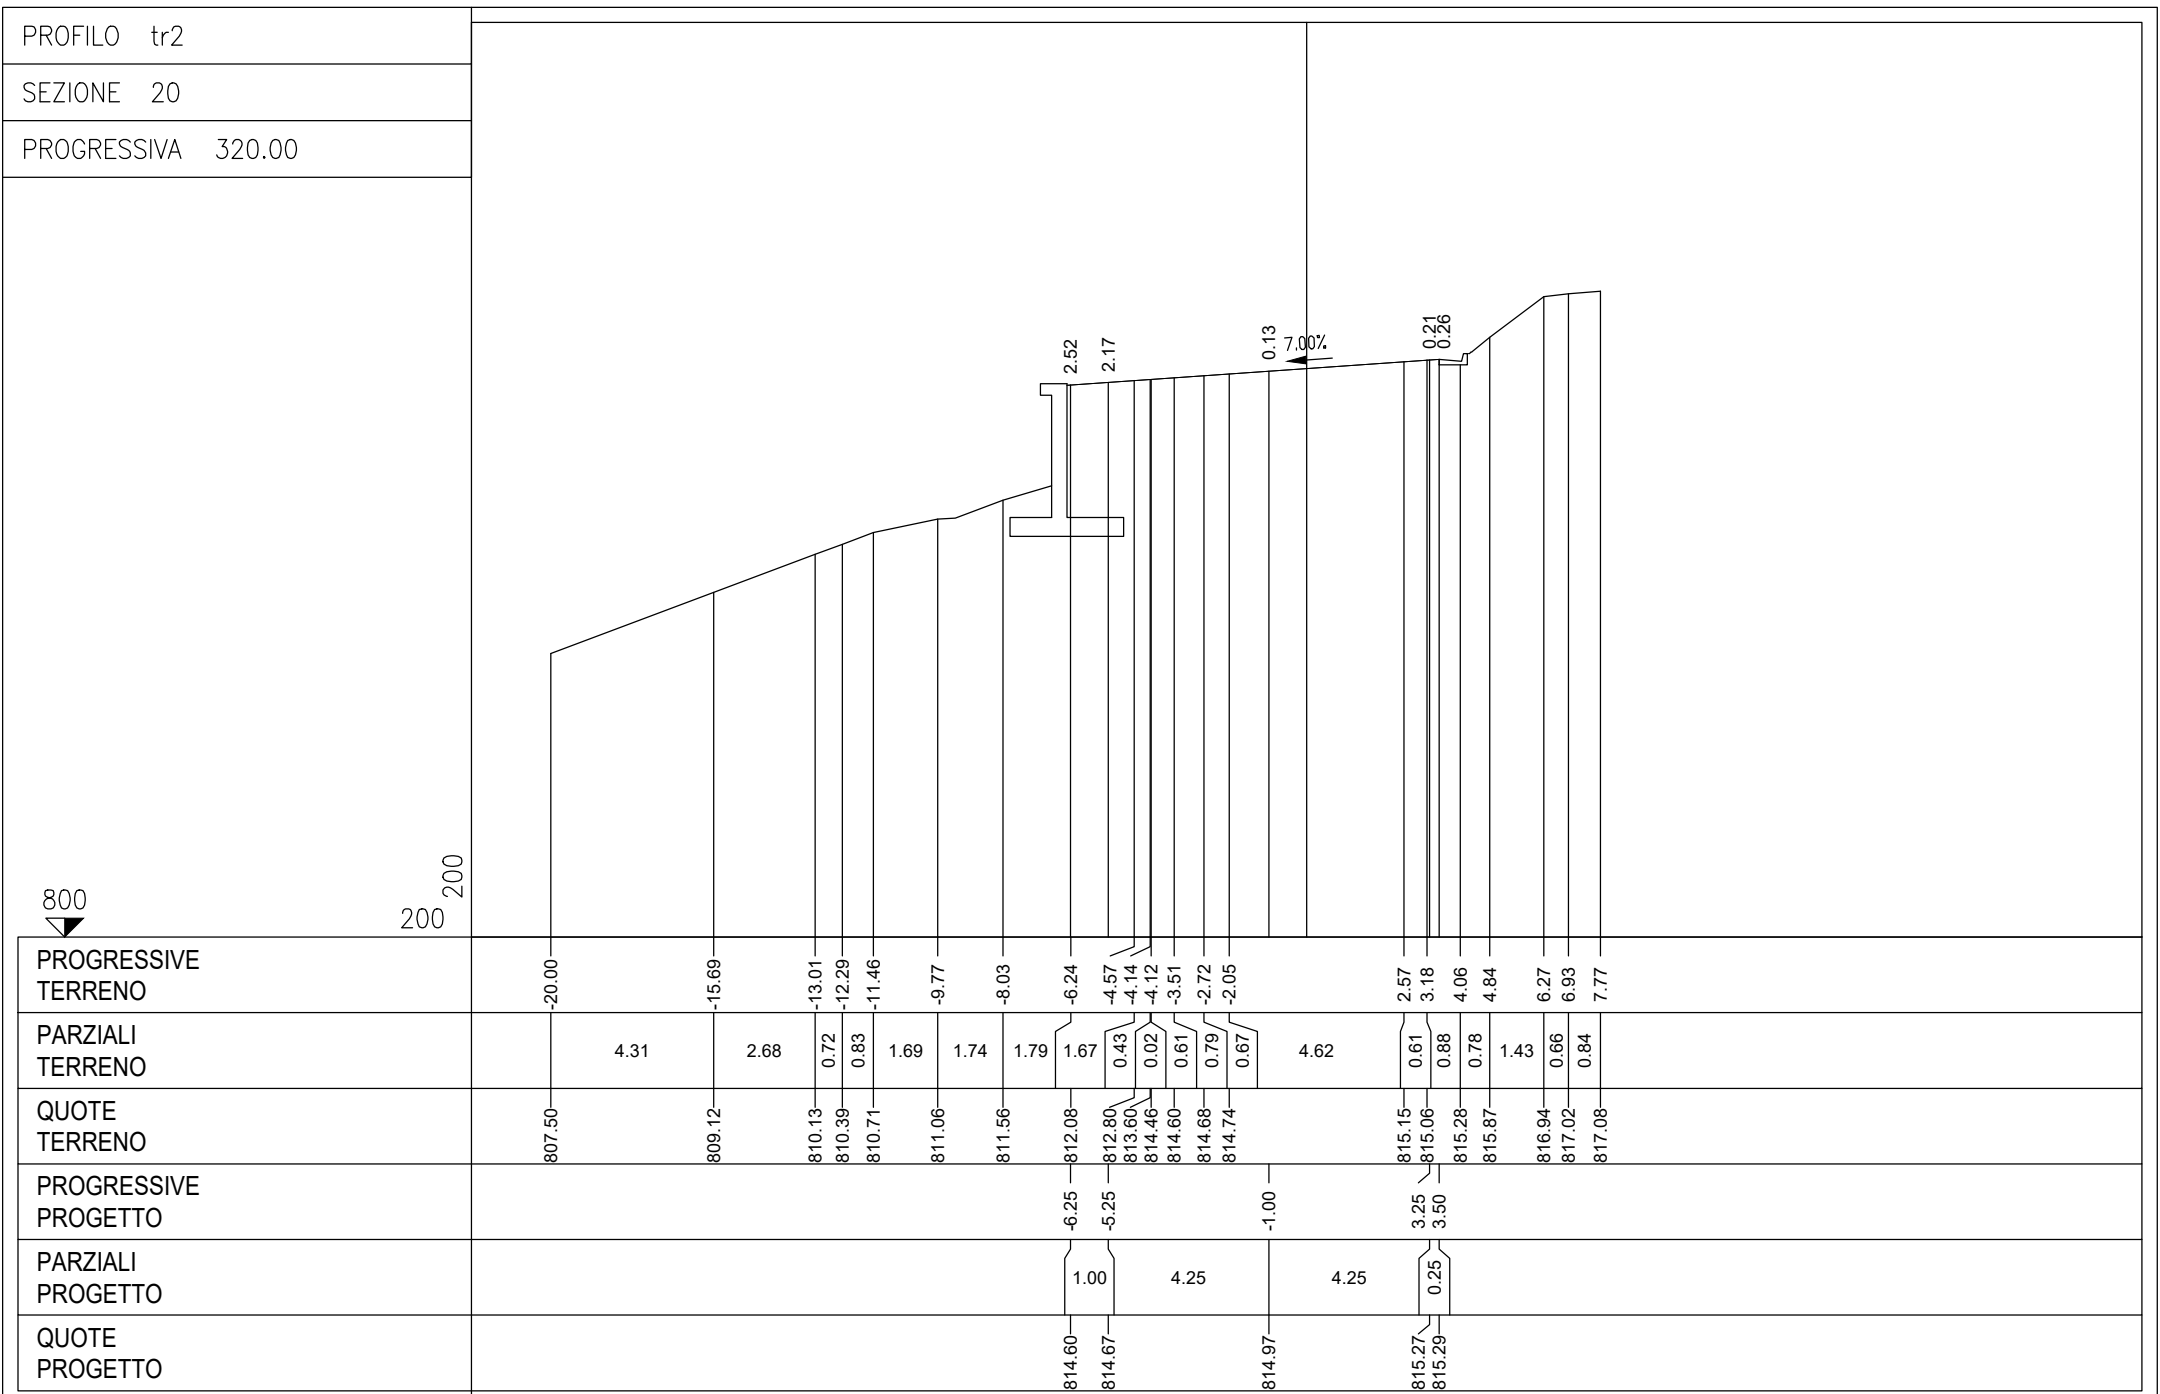 PROFILO tr2
SEZIONE 20
PROGRESSIVA 320.00
2.52 2.17 0.13 7.00% 0.21 0.26
800
200
200
PROGRESSIVE
TERRENO
-20.00 -15.69 -13.01 -12.29 -11.46 -9.77 -8.03 -6.24 -4.57 -4.14 -4.12 -3.51 -2.72 -2.05 2.57 3.18 4.06 4.84 6.27 6.93 7.77
PARZIALI
TERRENO
4.31 2.68 0.72 0.83 1.69 1.74 1.79 1.67 0.43 0.02 0.61 0.79 0.67 4.62 0.61 0.88 0.78 1.43 0.66 0.84
QUOTE
TERRENO
807.50 809.12 810.13 810.39 810.71 811.06 811.56 812.08 812.80 813.60 814.46 814.60 814.68 814.74 815.15 815.06 815.28 815.87 816.94 817.02 817.08
PROGRESSIVE
PROGETTO
-6.25 -5.25 -1.00 3.25 3.50
PARZIALI
PROGETTO
1.00 4.25 4.25 0.25
QUOTE
PROGETTO
814.60 814.67 814.97 815.27 815.29